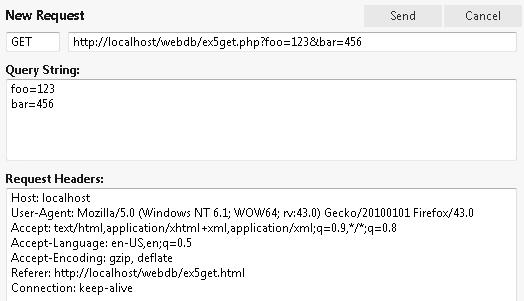 New Request
Send
Cancel
GET
http://localhost/webdb/ex5get.php?foo=123&bar=456
Query String:
foo=123
bar=456
Request Headers:
Host: localhost
User-Agent: Mozilla/5.0 (Windows NT 6.1; WOW64; rv:43.0) Gecko/20100101 Firefox/43.0
Accept: text/html,application/xhtml+xml,application/xml;q=0.9,*/*;q=0.8
Accept-Language: en-US,en;q=0.5
Accept-Encoding: gzip, deflate
Referer: http://localhost/webdb/ex5get.html
Connection: keep-alive